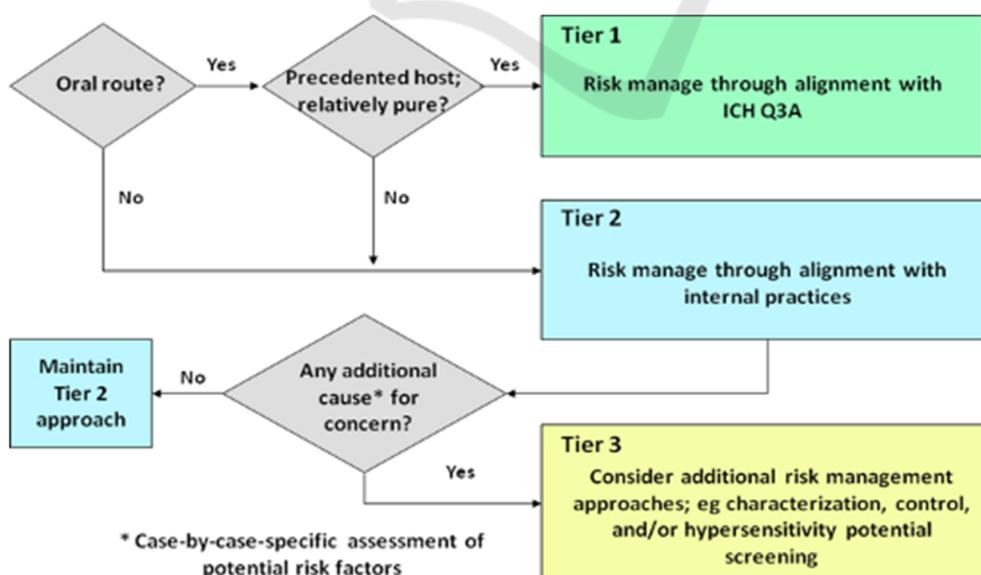 Oral route?
Yes
Precedented host;
relatively pure?
Yes
Tier 1
Risk manage through alignment with
ICH Q3A
No
No
Tier 2
Risk manage through alignment with
internal practices
Maintain
Tier 2
approach
No
Any additional
cause* for
concern?
Yes
Tier 3
Consider additional risk management
approaches; eg characterization, control,
and/or hypersensitivity potential
screening
* Case-by-case-specific assessment of
potential risk factors